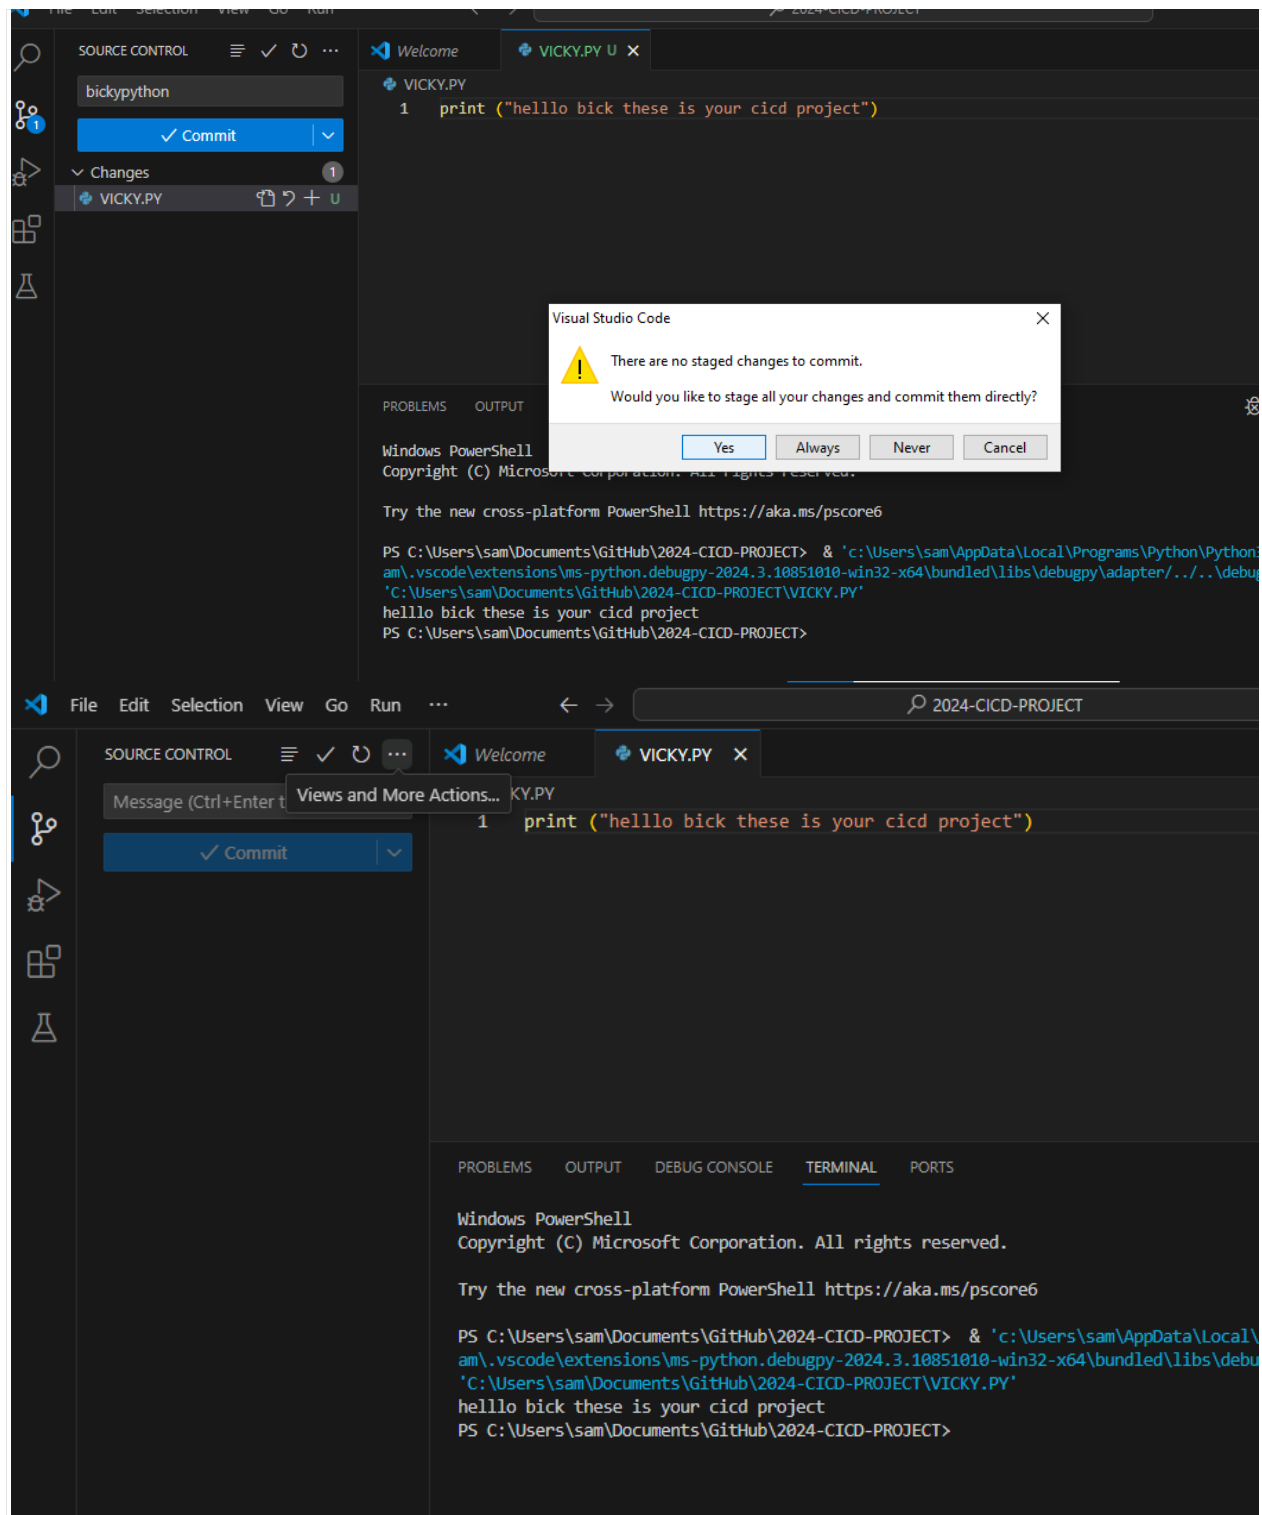 File Edit Selection View Go Run
2024-CICD-PROJECT
SOURCE CONTROL
Welcome
VICKY.PY U
bickypython
VICKY.PY
1 print ("helllo bick these is your cicd project")
1
Commit
Changes 1
VICKY.PY U
Visual Studio Code
There are no staged changes to commit.
Would you like to stage all your changes and commit them directly?
Yes Always Never Cancel
PROBLEMS OUTPUT
Windows PowerShell
Copyright (C) Microsoft Corporation. All rights reserved.
Try the new cross-platform PowerShell https://aka.ms/pscore6
PS C:\Users\sam\Documents\GitHub\2024-CICD-PROJECT> & 'c:\Users\sam\AppData\Local\Programs\Python\Python
am\.vscode\extensions\ms-python.debugpy-2024.3.10851010-win32-x64\bundled\libs\debugpy\adapter/../..\debug
'C:\Users\sam\Documents\GitHub\2024-CICD-PROJECT\VICKY.PY'
helllo bick these is your cicd project
PS C:\Users\sam\Documents\GitHub\2024-CICD-PROJECT>
File Edit Selection View Go Run ···
2024-CICD-PROJECT
SOURCE CONTROL
Welcome
VICKY.PY
Message (Ctrl+Enter t
Views and More Actions...
KY.PY
1 print ("helllo bick these is your cicd project")
Commit
PROBLEMS OUTPUT DEBUG CONSOLE TERMINAL PORTS
Windows PowerShell
Copyright (C) Microsoft Corporation. All rights reserved.
Try the new cross-platform PowerShell https://aka.ms/pscore6
PS C:\Users\sam\Documents\GitHub\2024-CICD-PROJECT> & 'c:\Users\sam\AppData\Local\
am\.vscode\extensions\ms-python.debugpy-2024.3.10851010-win32-x64\bundled\libs\debu
'C:\Users\sam\Documents\GitHub\2024-CICD-PROJECT\VICKY.PY'
helllo bick these is your cicd project
PS C:\Users\sam\Documents\GitHub\2024-CICD-PROJECT>